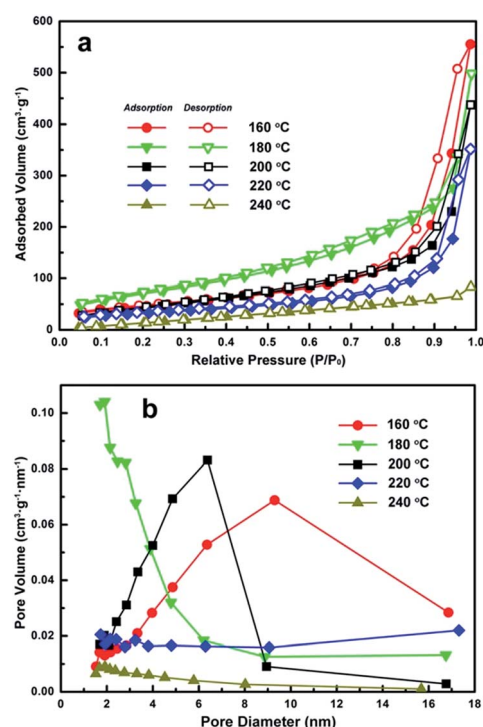 a
600
500
400
300
200
100
0
Adsorbed Volume (cm³·g⁻¹)
Adsorption Desorption
160 °C
180 °C
200 °C
220 °C
240 °C
0.0 0.1 0.2 0.3 0.4 0.5 0.6 0.7 0.8 0.9 1.0
Relative Pressure (P/P₀)
b
0.10
0.08
0.06
0.04
0.02
0.00
Pore Volume (cm³·g⁻¹·nm⁻¹)
160 °C
180 °C
200 °C
220 °C
240 °C
0 2 4 6 8 10 12 14 16 18
Pore Diameter (nm)